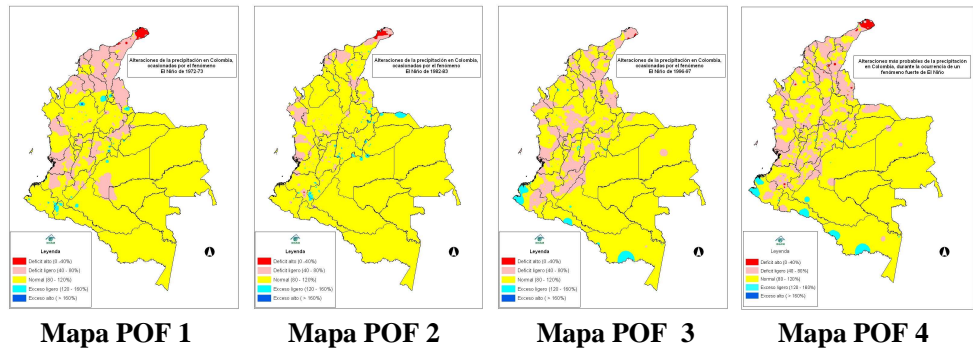 Alteraciones de la precipitación en Colombia,
ocasionadas por el fenómeno
El Niño de 1972-73
Leyenda
Deficit alto (0 -40%)
Deficit ligero (40 - 80%)
Normal (80 - 120%)
Exceso ligero (120 - 160%)
Exceso alto ( > 160%)
Mapa POF 1
Alteraciones de la precipitación en Colombia,
ocasionadas por el fenómeno
El Niño de 1982-83
Leyenda
Deficit alto (0 -40%)
Deficit ligero (40 - 80%)
Normal (80 - 120%)
Exceso ligero (120 - 160%)
Exceso alto ( > 160%)
Mapa POF 2
Alteraciones de la precipitación en Colombia,
ocasionadas por el fenómeno
El Niño de
Leyenda
Deficit alto (0 -40%)
Deficit ligero (40 - 80%)
Normal (80 - 120%)
Exceso ligero (120 - 160%)
Exceso alto ( > 160%)
Mapa POF 3
Alteraciones más probables de la precipitación
en Colombia, durante la ocurrencia de un
fenómeno fuerte de El Niño
Leyenda
Deficit alto (0 -40%)
Deficit ligero (40 - 80%)
Normal (80 - 120%)
Exceso ligero (120 - 160%)
Exceso alto ( > 160%)
Mapa POF 4